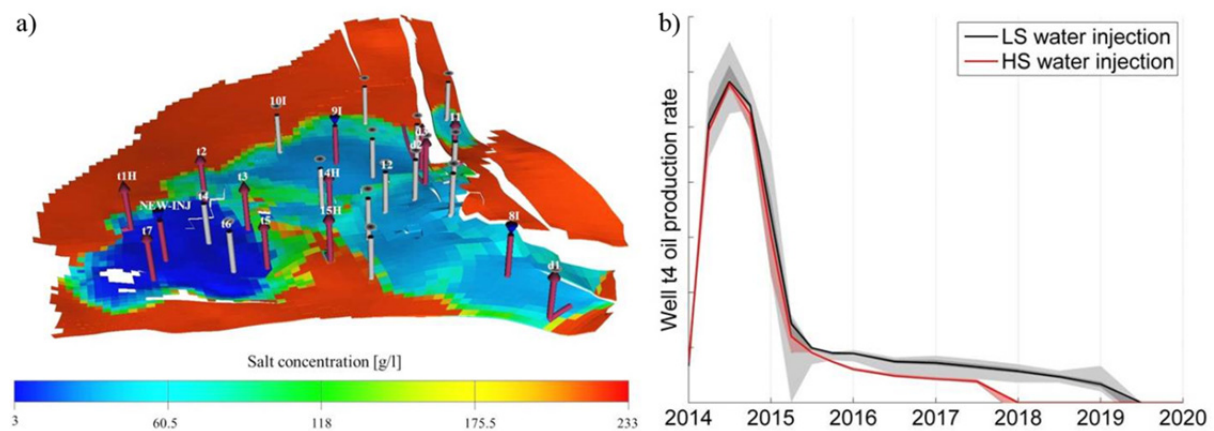 a)
10I
9I
11
t2
d2
12
t1H
t3
14H
NEW-INJ
t4
15H
8I
t6
t5
t7
d1
Salt concentration [g/l]
3 60.5 118 175.5 233
b)
LS water injection
HS water injection
Well t4 oil production rate
2014 2015 2016 2017 2018 2019 2020